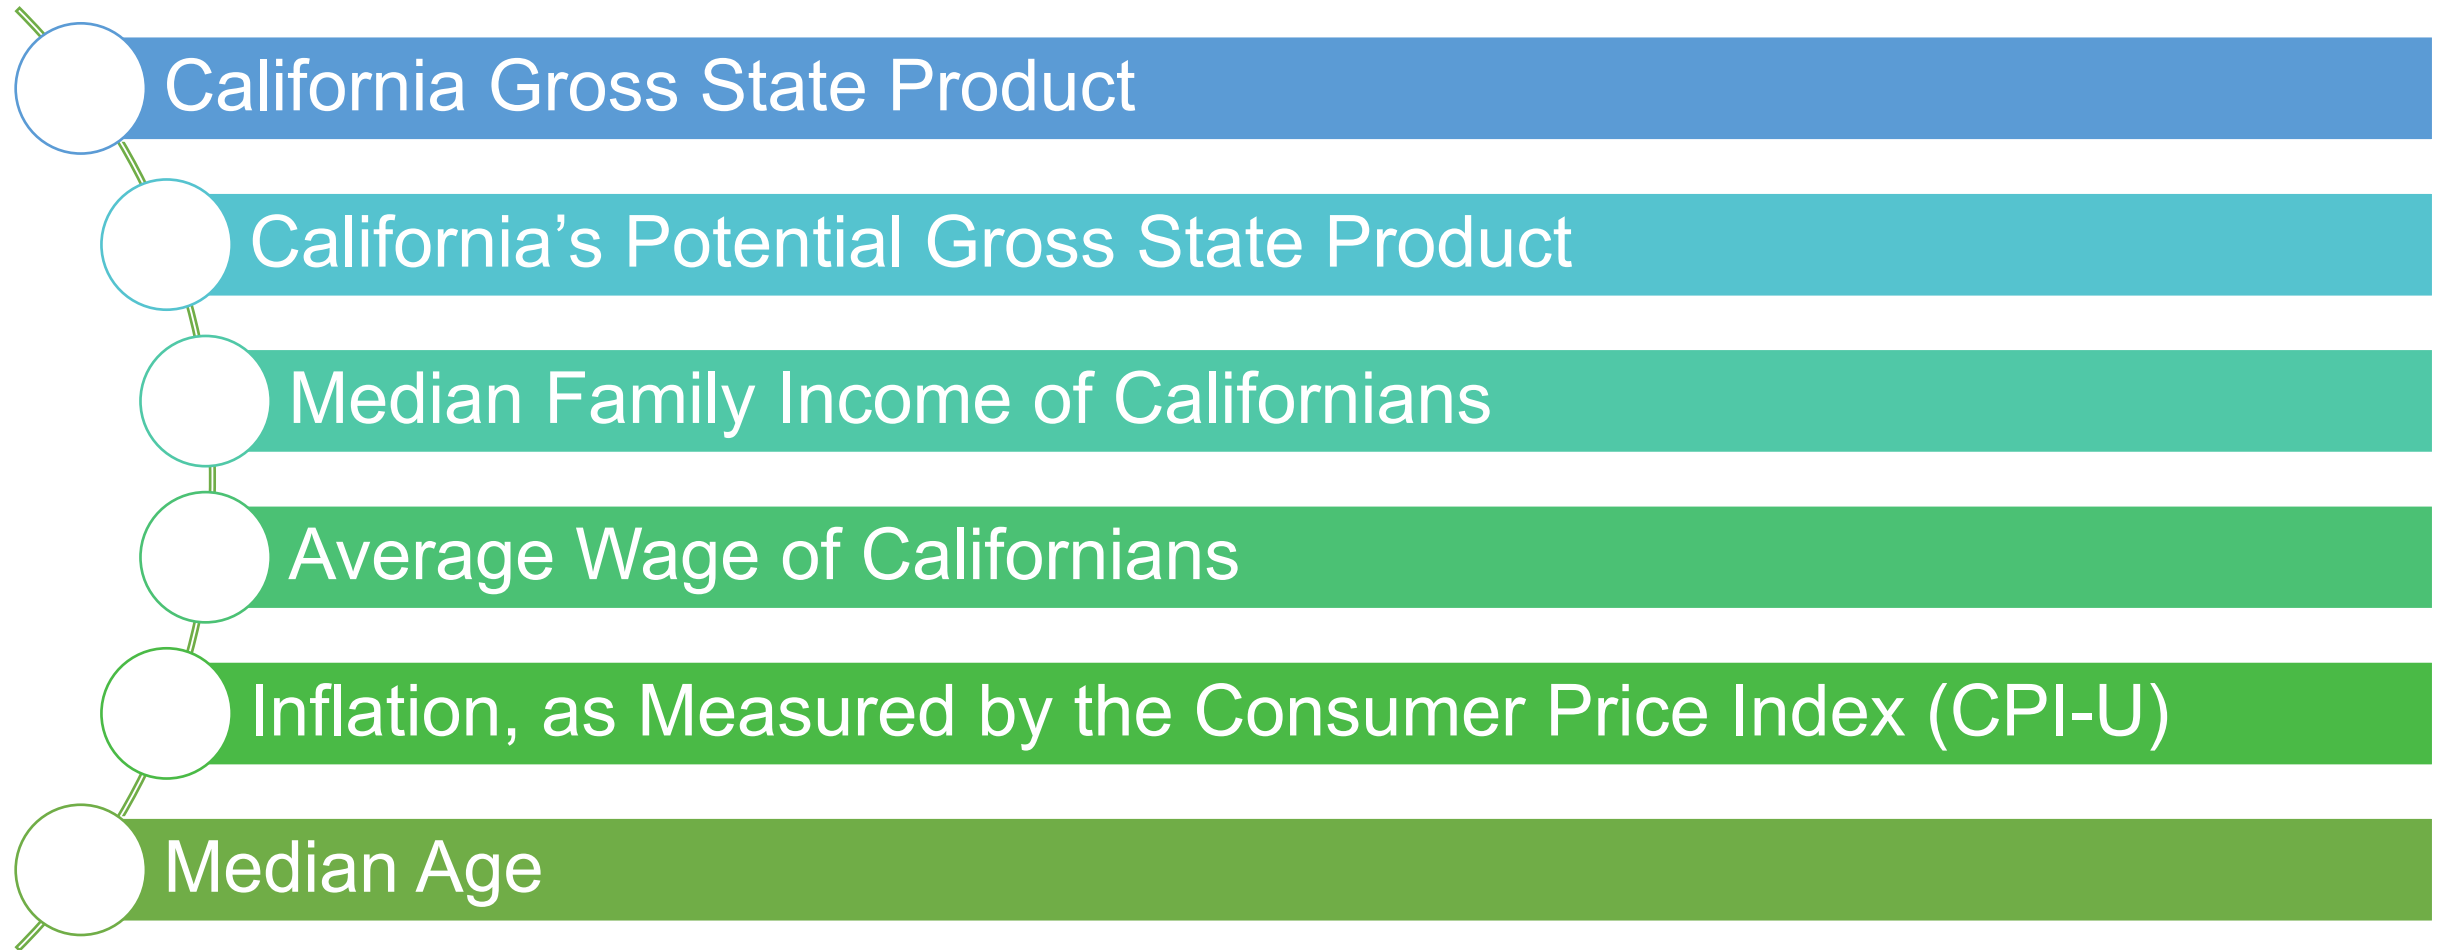 California Gross State Product
California’s Potential Gross State Product
Median Family Income of Californians
Average Wage of Californians
Inflation, as Measured by the Consumer Price Index (CPI-U)
Median Age